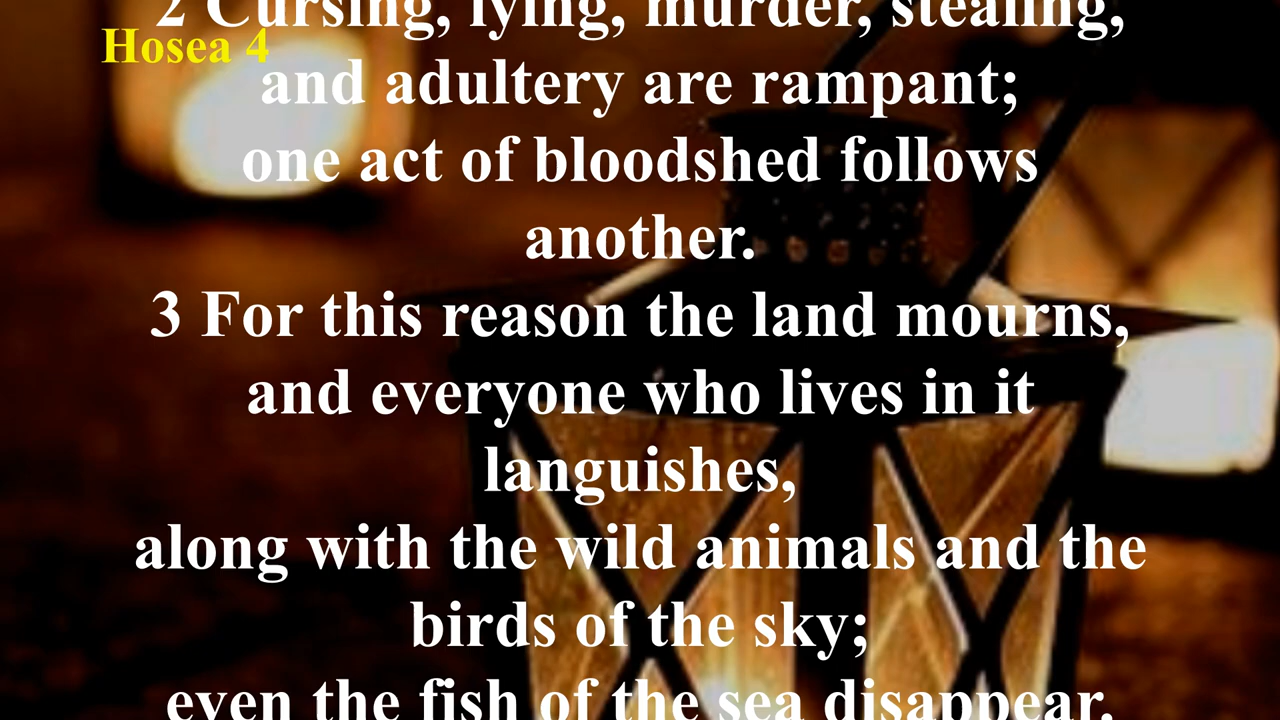 2 Cursing, lying, murder, stealing,
Hosea 4
and adultery are rampant;
one act of bloodshed follows
another.
3 For this reason the land mourns,
and everyone who lives in it
languishes,
along with the wild animals and the
birds of the sky;
even the fish of the sea disappear.